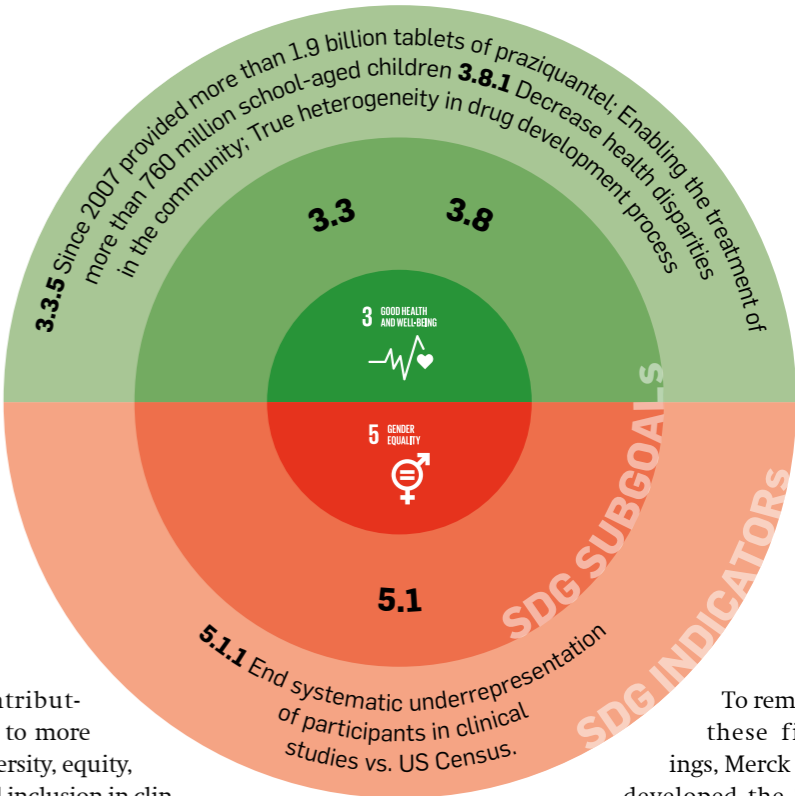 3.3.5 Since 2007 provided more than 1.9 billion tablets of praziquantel; Enabling the treatment of
more than 760 million school-aged children 3.8.1 Decrease health disparities
in the community; True heterogeneity in drug development process
3.3 3.8
3 GOOD HEALTH
AND WELL-BEING
5 GENDER
EQUALITY
5.1
SDG SUBGOALS
SDG INDICATORS
5.1.1 End systematic underrepresentation
of participants in clinical
studies vs. US Census.
ntribut-
to more
ersity, equity,
l inclusion in clin
To rem
these fi
ings, Merck
developed the